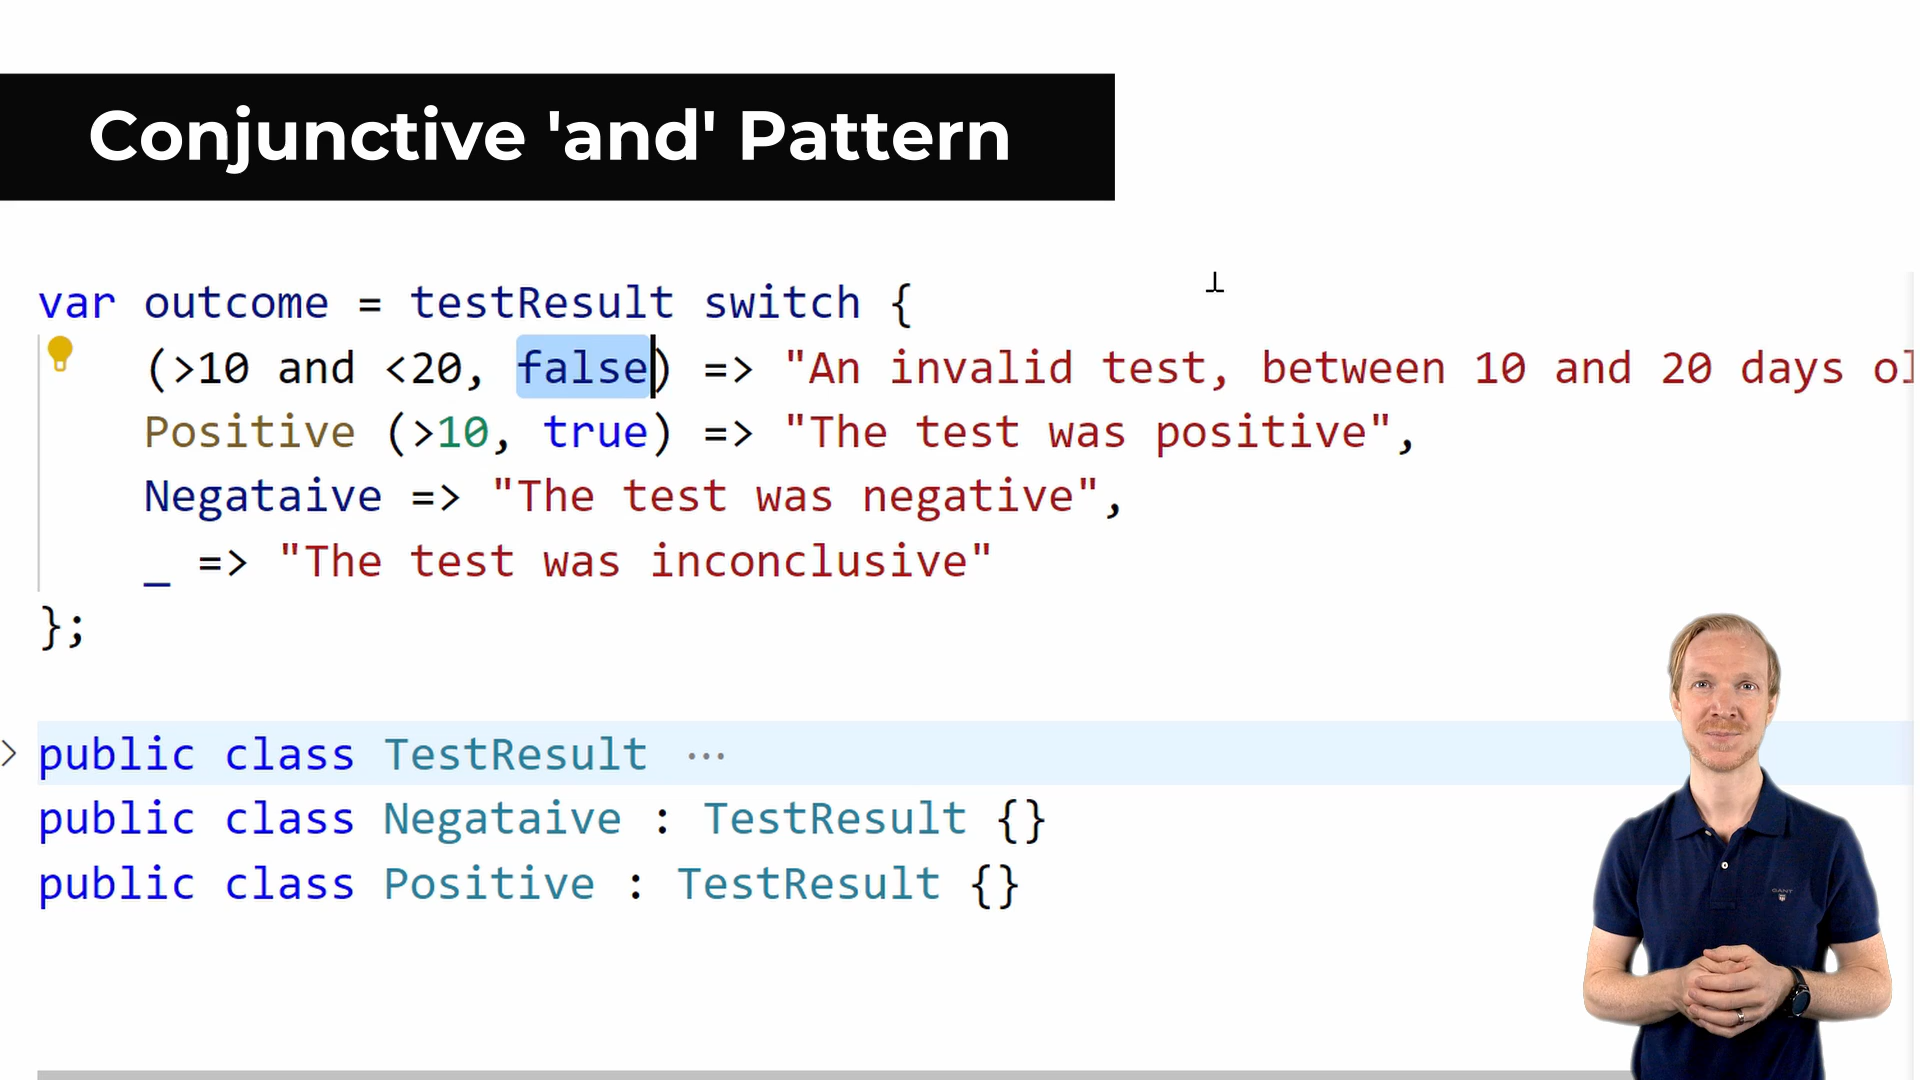 Conjunctive 'and' Pattern
var outcome = testResult switch {
(>10 and <20, false) => "An invalid test, between 10 and 20 days ol
Positive (>10, true) => "The test was positive",
Negataive => "The test was negative",
_ => "The test was inconclusive"
};
public class TestResult ...
public class Negataive : TestResult {}
public class Positive : TestResult {}
GANT